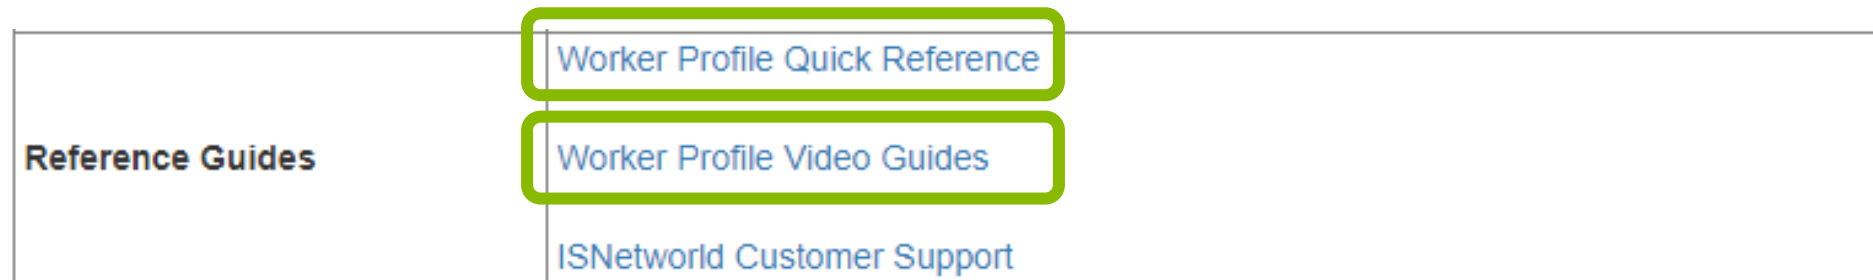 Worker Profile Quick Reference
Reference Guides
Worker Profile Video Guides
ISNetworld Customer Support